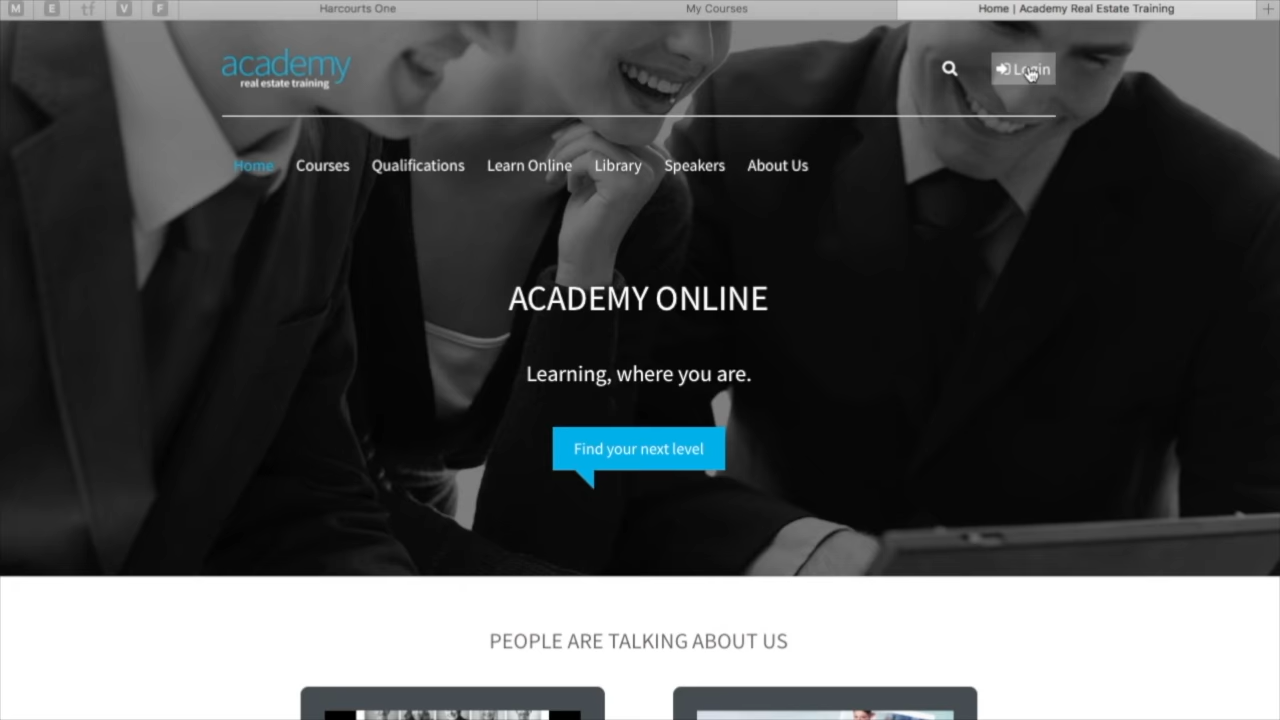 M E tf V F Harcourts One My Courses Home | Academy Real Estate Training +
academy
real estate training
Login
Home Courses Qualifications Learn Online Library Speakers About Us
ACADEMY ONLINE
Learning, where you are.
Find your next level
PEOPLE ARE TALKING ABOUT US